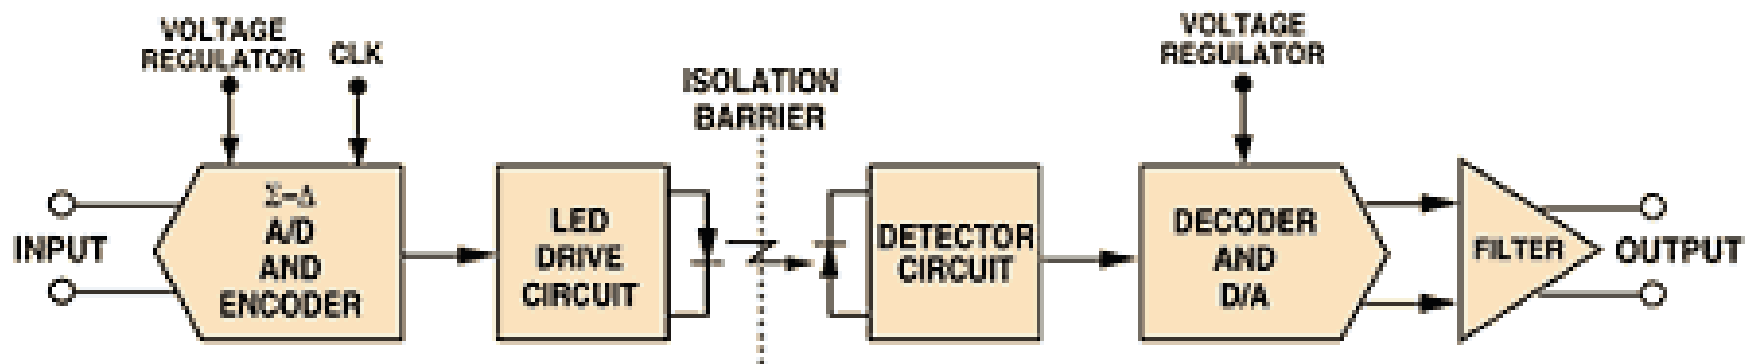 VOLTAGE
REGULATOR
CLK
ISOLATION
BARRIER
VOLTAGE
REGULATOR
INPUT
Σ–Δ
A/D
AND
ENCODER
LED
DRIVE
CIRCUIT
DETECTOR
CIRCUIT
DECODER
AND
D/A
FILTER
OUTPUT